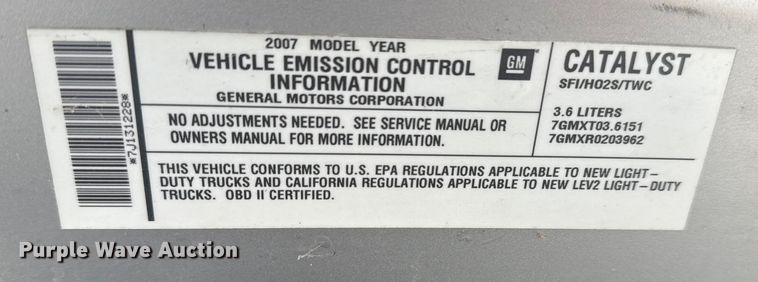 *7J131228*
2007 MODEL YEAR
VEHICLE EMISSION CONTROL
INFORMATION
GENERAL MOTORS CORPORATION
GM
CATALYST
SFI/HO2S/TWC
NO ADJUSTMENTS NEEDED. SEE SERVICE MANUAL OR
OWNERS MANUAL FOR MORE INFORMATION.
3.6 LITERS
7GMXT03.6151
7GMXR0203962
THIS VEHICLE CONFORMS TO U.S. EPA REGULATIONS APPLICABLE TO NEW LIGHT-
DUTY TRUCKS AND CALIFORNIA REGULATIONS APPLICABLE TO NEW LEV2 LIGHT-DUTY
TRUCKS. OBD II CERTIFIED.
Purple Wave Auction